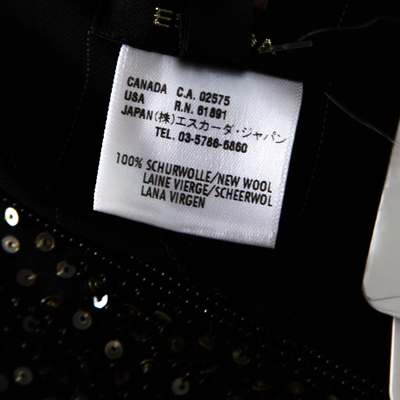 CANADA C.A. 02575
USA R.N. 61891
JAPAN (株)エスカーダ・ジャパン
TEL. 03-5786-6860
100% SCHURWOLLE/NEW WOOL
LAINE VIERGE/SCHEERWOL
LANA VIRGEN